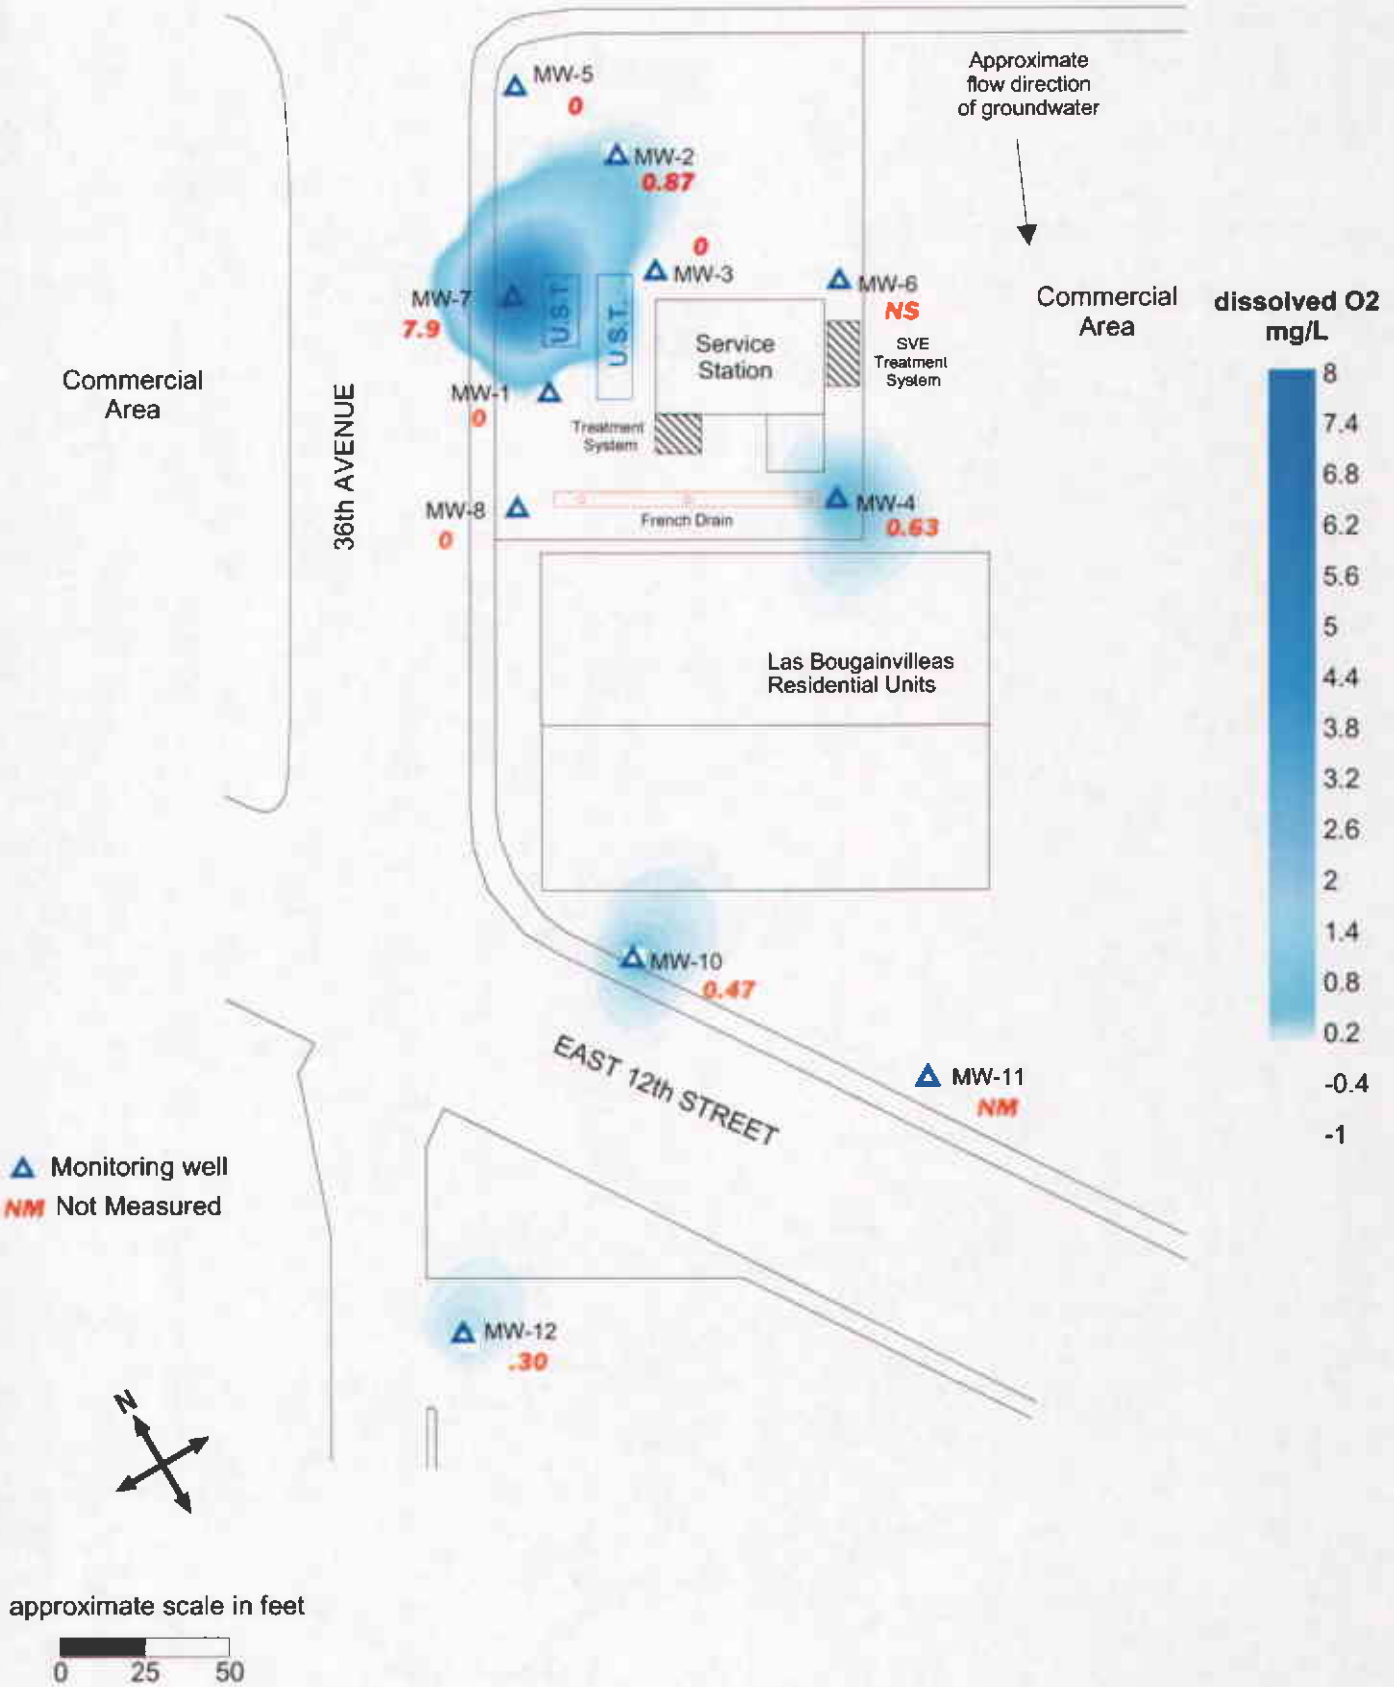 MW-5
0
Approximate
flow direction
of groundwater
MW-2
0.87
0
MW-3
MW-6
NS
MW-7
7.9
U.S.T.
U.S.T.
Commercial
Area
dissolved O2
mg/L
Service
Station
SVE
Treatment
System
Commercial
Area
36th AVENUE
MW-1
0
Treatment
System
MW-8
0
French Drain
MW-4
0.63
8
7.4
6.8
6.2
5.6
5
4.4
3.8
3.2
2.6
2
1.4
0.8
0.2
-0.4
-1
Las Bougainvilleas
Residential Units
MW-10
0.47
EAST 12th STREET
MW-11
NM
Monitoring well
NM Not Measured
MW-12
.30
N
approximate scale in feet
0 25 50